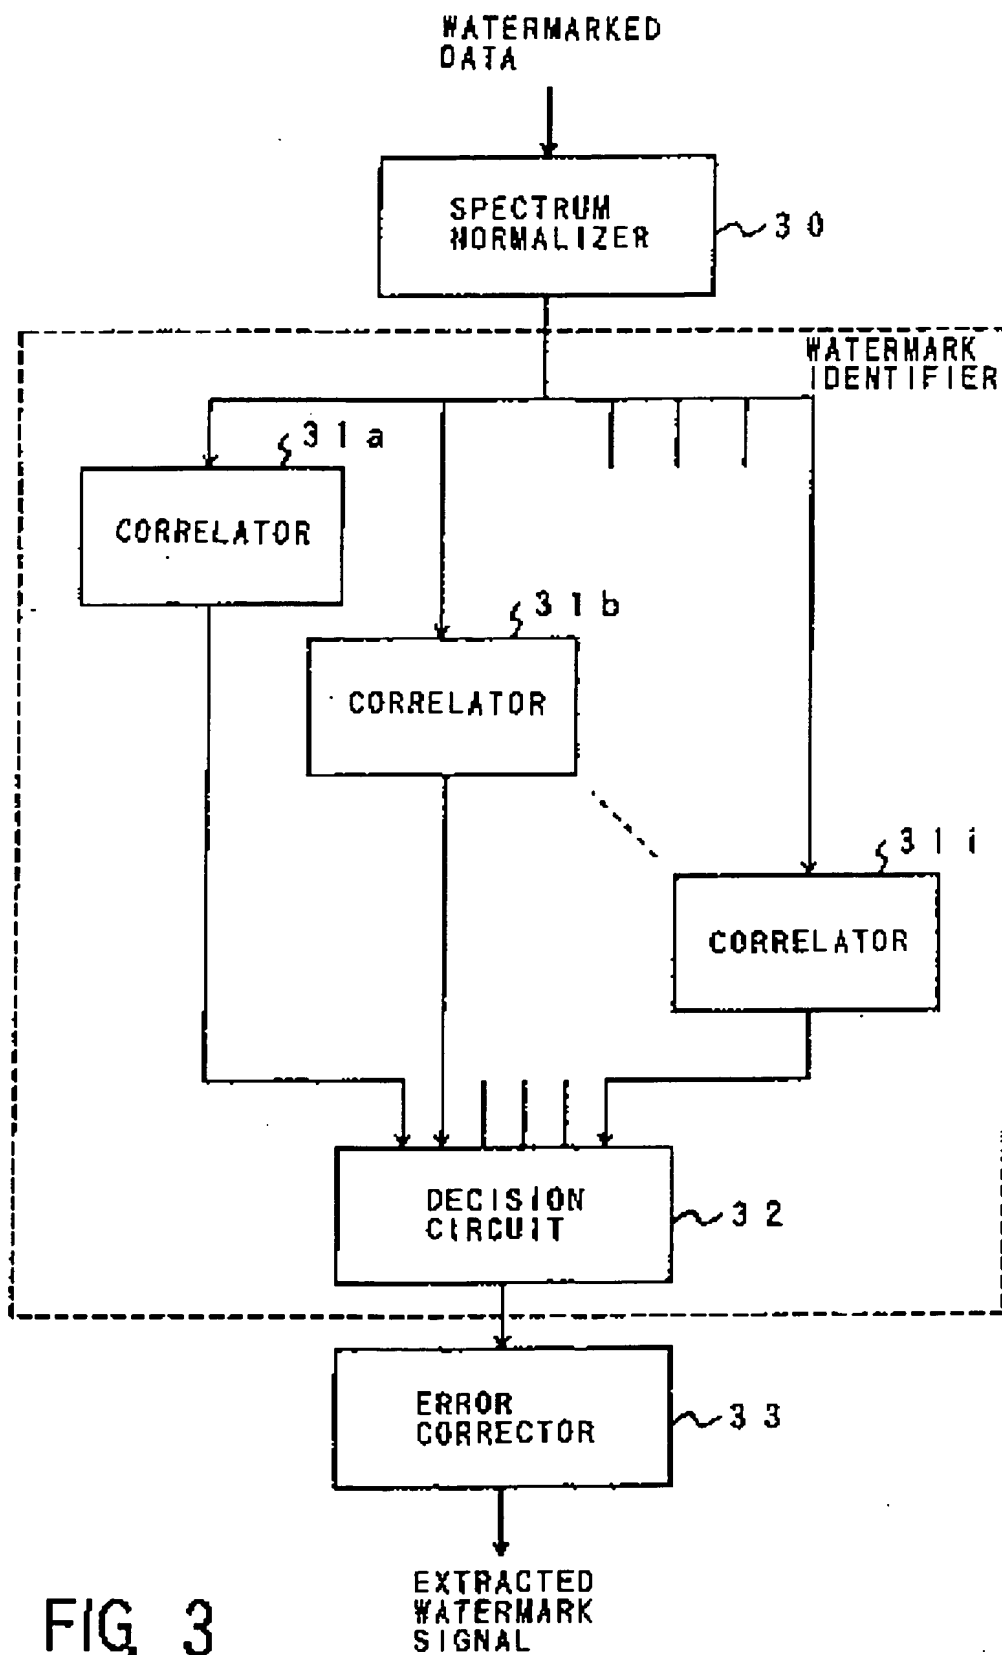 WATERMARKED
DATA
SPECTRUM
NORMALIZER
30
WATERMARK
IDENTIFIER
31a
CORRELATOR
31b
CORRELATOR
31i
CORRELATOR
DECISION
CIRCUIT
32
ERROR
CORRECTOR
33
EXTRACTED
WATERMARK
SIGNAL
FIG. 3